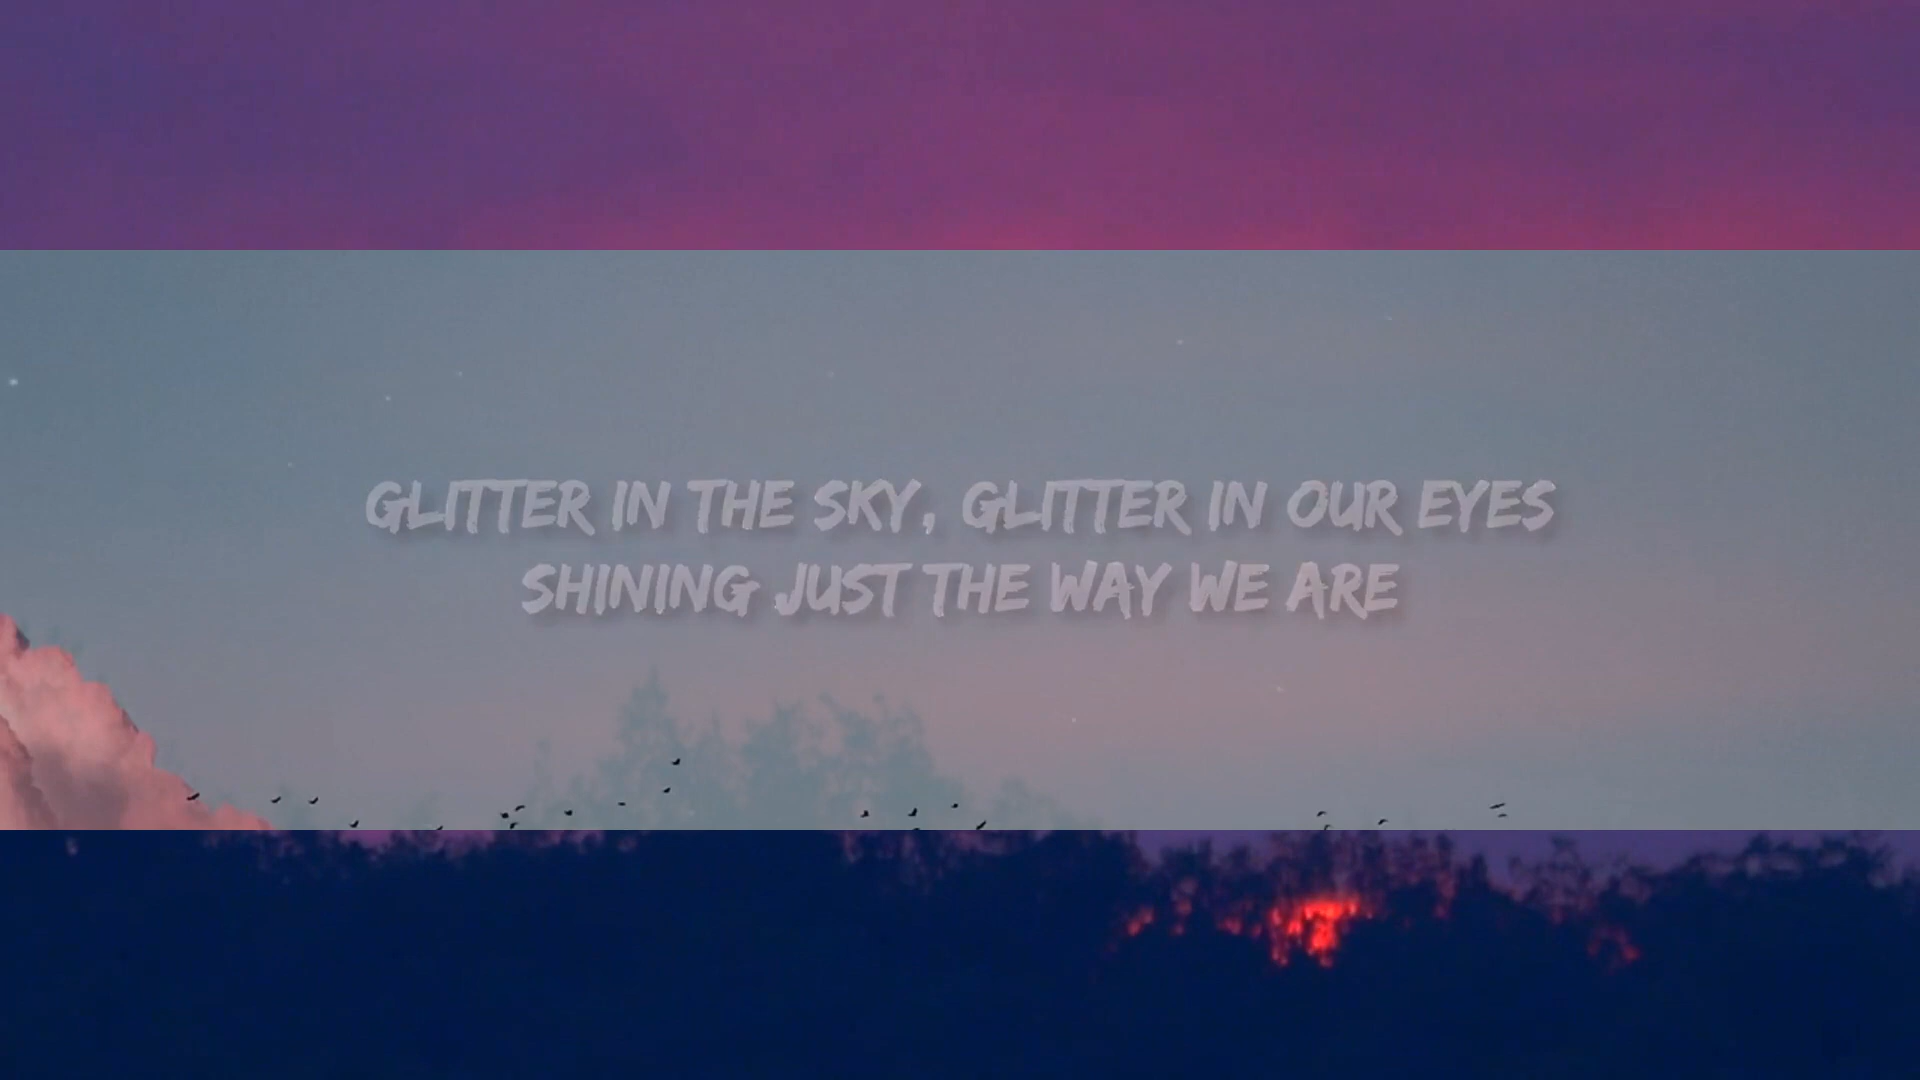 GLITTER IN THE SKY, GLITTER IN OUR EYES
SHINING JUST THE WAY WE ARE